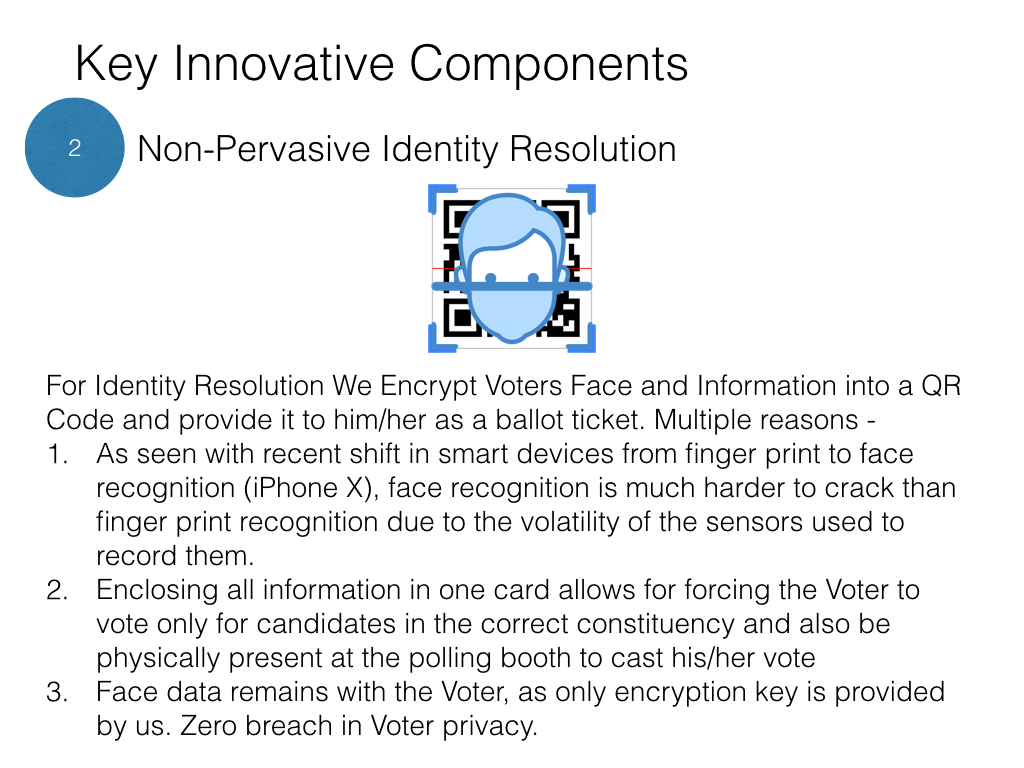 Key Innovative Components
2
Non-Pervasive Identity Resolution
For Identity Resolution We Encrypt Voters Face and Information into a QR
Code and provide it to him/her as a ballot ticket. Multiple reasons -
1. As seen with recent shift in smart devices from finger print to face
recognition (iPhone X), face recognition is much harder to crack than
finger print recognition due to the volatility of the sensors used to
record them.
2. Enclosing all information in one card allows for forcing the Voter to
vote only for candidates in the correct constituency and also be
physically present at the polling booth to cast his/her vote
3. Face data remains with the Voter, as only encryption key is provided
by us. Zero breach in Voter privacy.